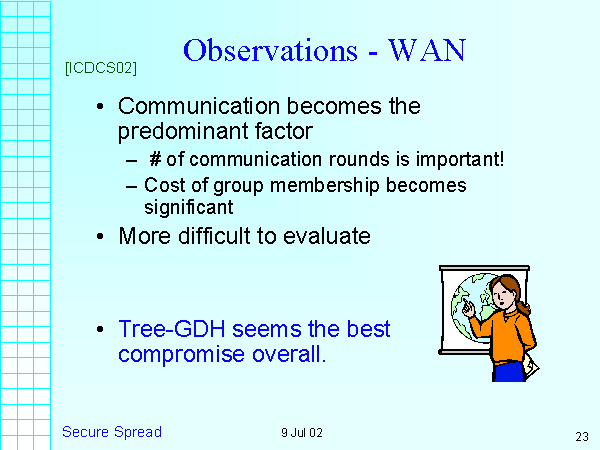 Observations - WAN
[ICDCS02]
• Communication becomes the
predominant factor
– # of communication rounds is important!
– Cost of group membership becomes
significant
• More difficult to evaluate
• Tree-GDH seems the best
compromise overall.
Secure Spread
9 Jul 02
23